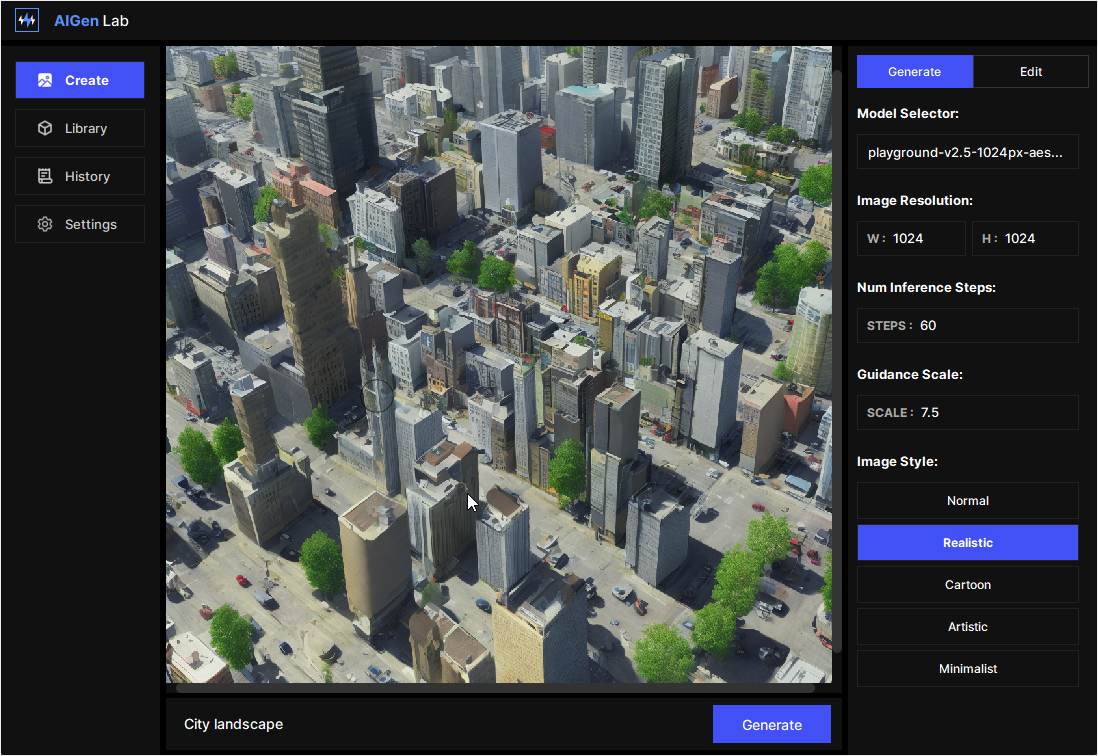 AIGen Lab
Create
Library
History
Settings
City landscape
Generate
Generate
Edit
Model Selector:
playground-v2.5-1024px-aes...
Image Resolution:
W : 1024
H : 1024
Num Inference Steps:
STEPS : 60
Guidance Scale:
SCALE : 7.5
Image Style:
Normal
Realistic
Cartoon
Artistic
Minimalist